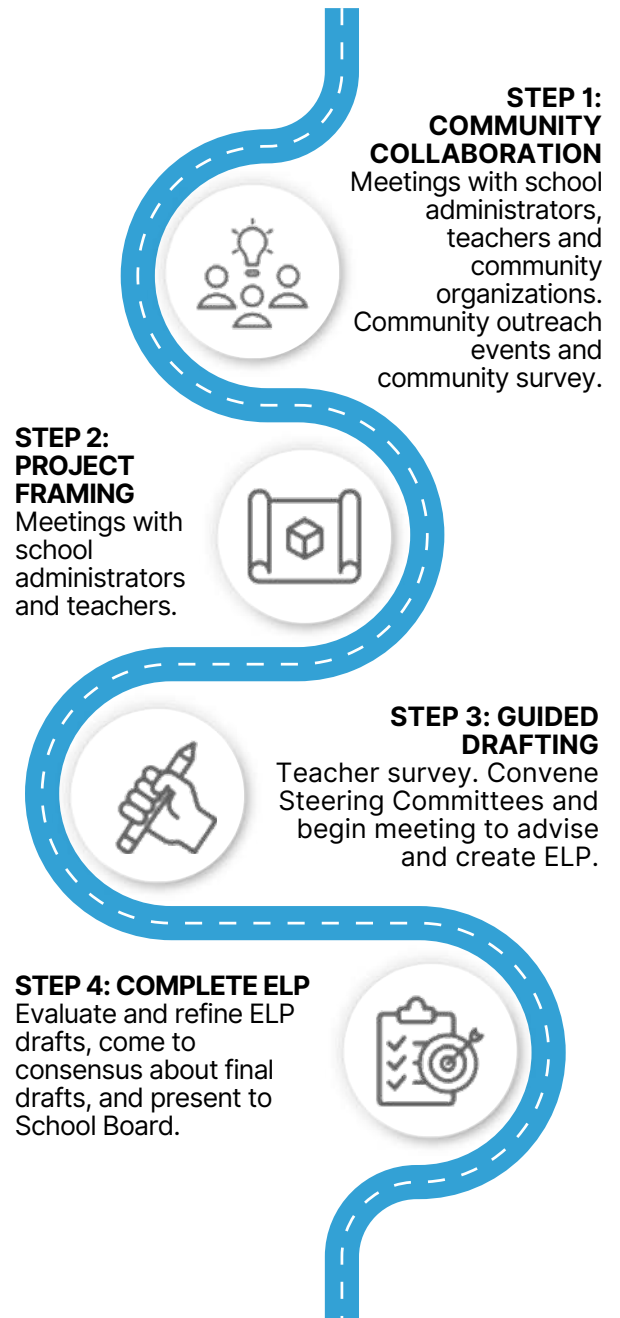 STEP 1:
COMMUNITY
COLLABORATION
Meetings with school
administrators,
teachers and
community
organizations.
Community outreach
events and
community survey.
STEP 2:
PROJECT
FRAMING
Meetings with
school
administrators
and teachers.
STEP 3: GUIDED
DRAFTING
Teacher survey. Convene
Steering Committees and
begin meeting to advise
and create ELP.
STEP 4: COMPLETE ELP
Evaluate and refine ELP
drafts, come to
consensus about final
drafts, and present to
School Board.